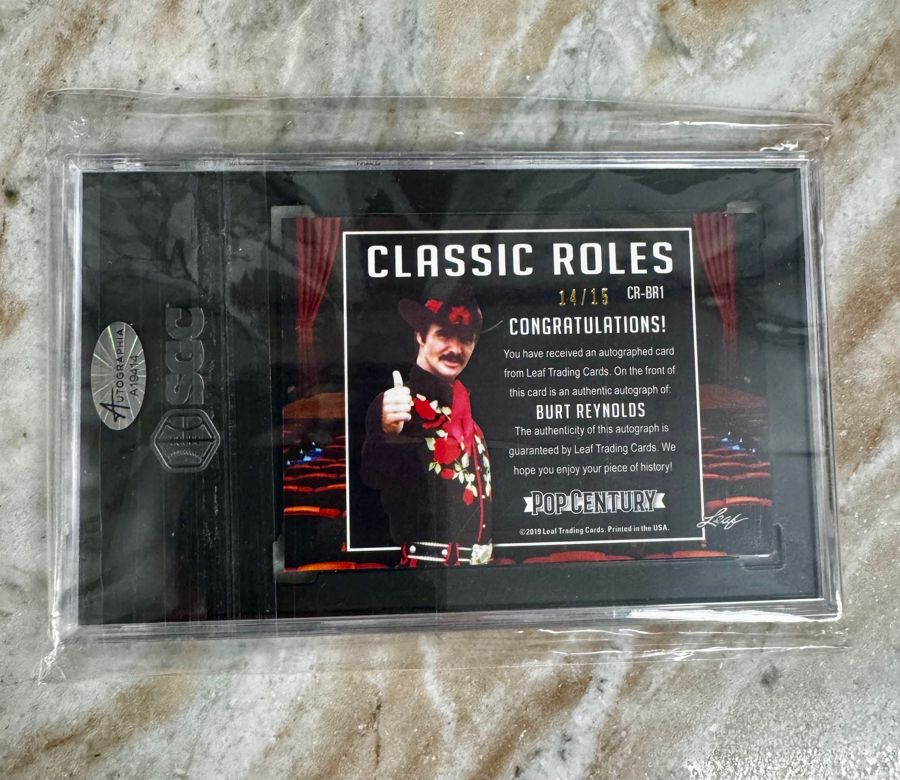 CLASSIC ROLES
14/15 CR-BR1
CONGRATULATIONS!
You have received an autographed card
from Leaf Trading Cards. On the front of
this card is an authentic autograph of:
BURT REYNOLDS
The authenticity of this autograph is
guaranteed by Leaf Trading Cards. We
hope you enjoy your piece of history!
POP CENTURY
©2019 Leaf Trading Cards. Printed in the USA.
Leaf
AUTOGRAPHIA
A19414
SGC